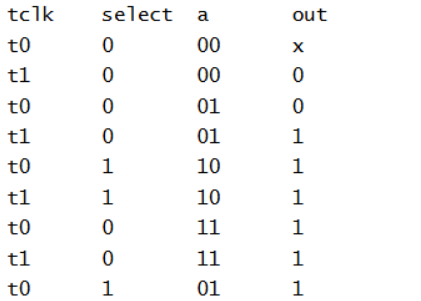 tclk select a out
t0 0 00 x
t1 0 00 0
t0 0 01 0
t1 0 01 1
t0 1 10 1
t1 1 10 1
t0 0 11 1
t1 0 11 1
t0 1 01 1